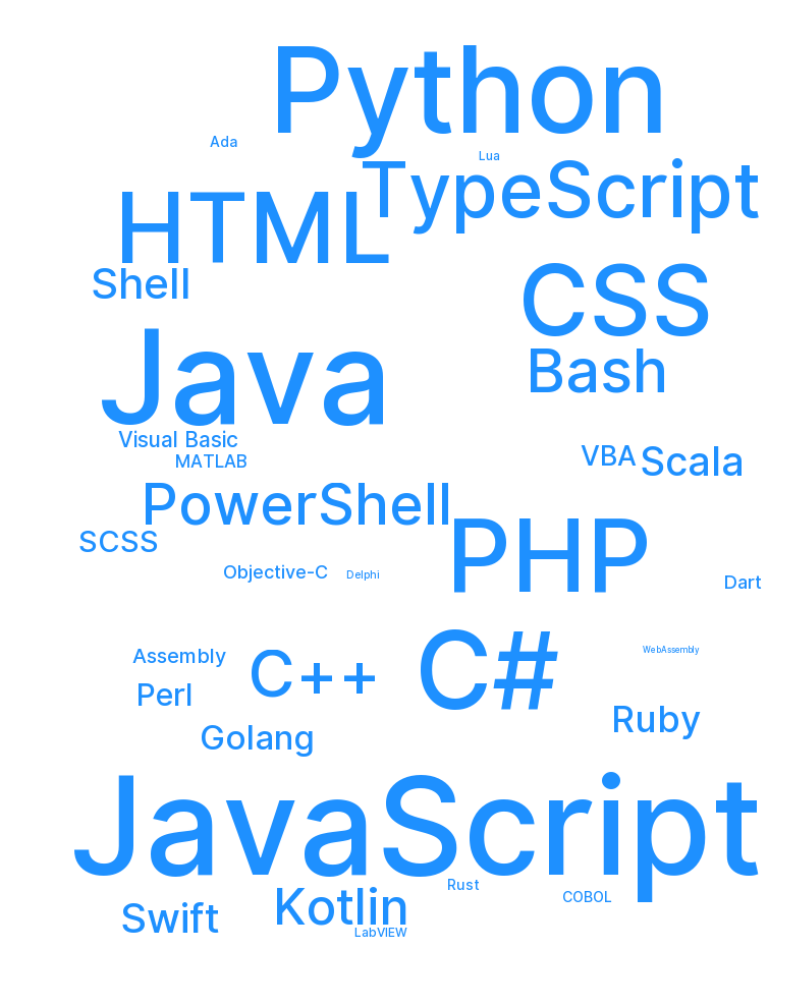 Python
Ada
Lua
TypeScript
HTML
Shell
CSS
Java
Bash
Visual Basic
MATLAB
VBA
Scala
PowerShell
SCSS
PHP
Objective-C
Delphi
Dart
Assembly
C++
C#
WebAssembly
Perl
Ruby
Golang
JavaScript
Rust
COBOL
Kotlin
Swift
LabVIEW